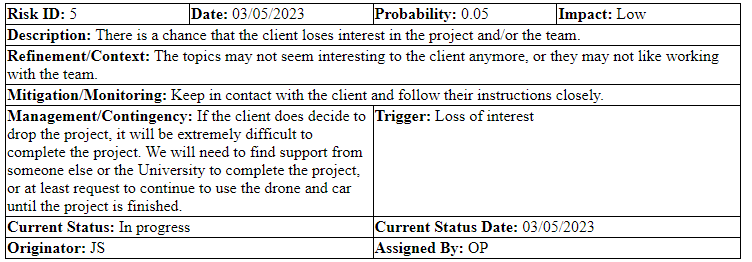 Risk ID: 5 Date: 03/05/2023 Probability: 0.05 Impact: Low
Description: There is a chance that the client loses interest in the project and/or the team.
Refinement/Context: The topics may not seem interesting to the client anymore, or they may not like working
with the team.
Mitigation/Monitoring: Keep in contact with the client and follow their instructions closely.
Management/Contingency: If the client does decide to
drop the project, it will be extremely difficult to
complete the project. We will need to find support from
someone else or the University to complete the project,
or at least request to continue to use the drone and car
until the project is finished.
Trigger: Loss of interest
Current Status: In progress Current Status Date: 03/05/2023
Originator: JS Assigned By: OP